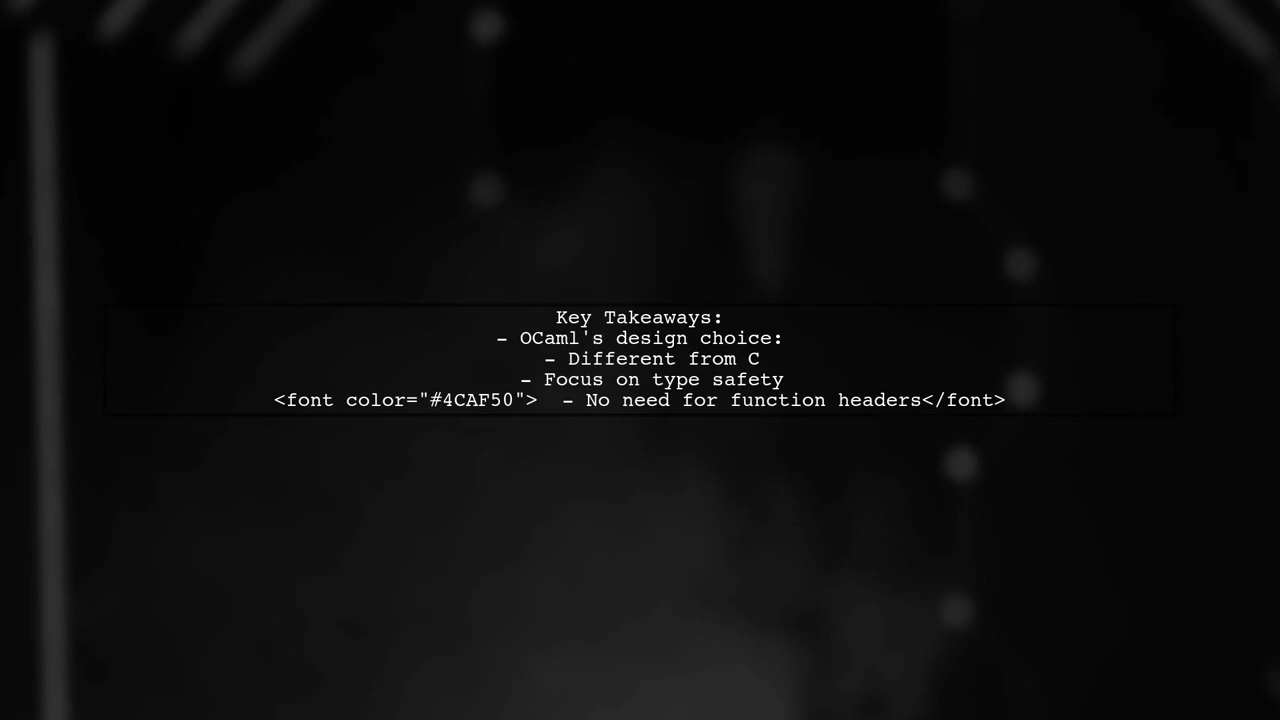 Key Takeaways:
- OCaml's design choice:
- Different from C
- Focus on type safety
<font color="#4CAF50">  - No need for function headers</font>